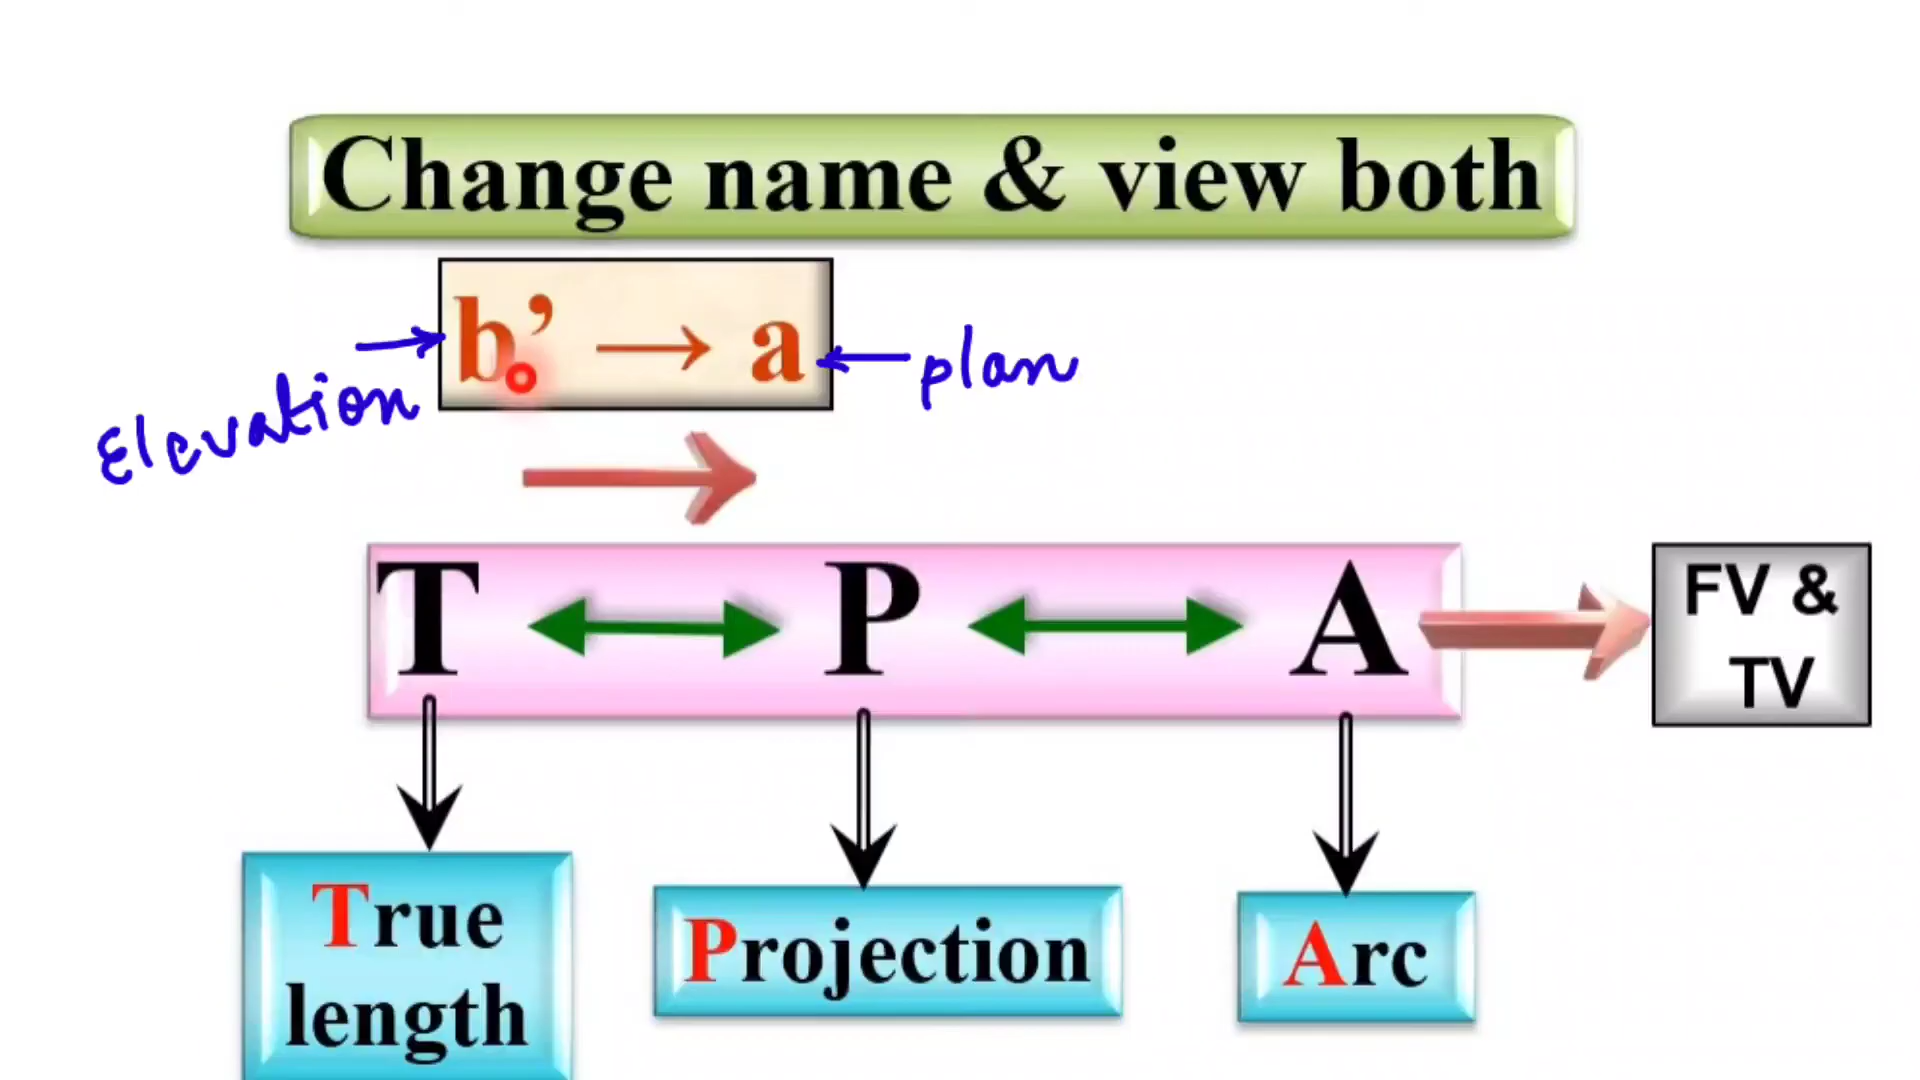 Change name & view both
b’ → a
Elevation
plan
T P A
FV &
TV
True
length
Projection
Arc